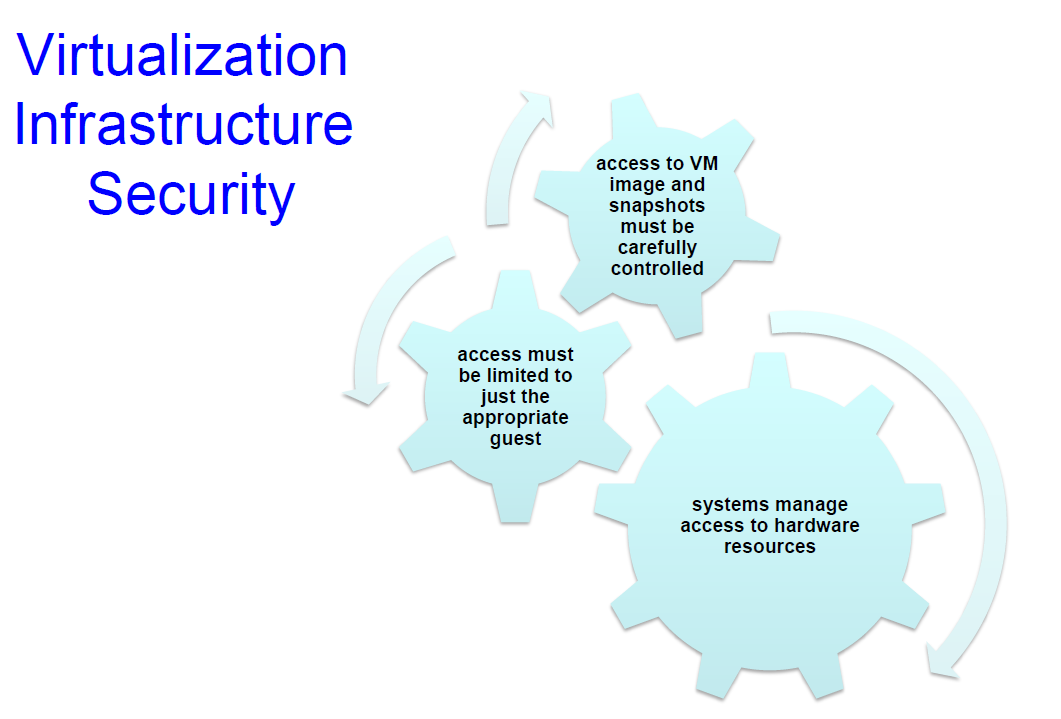 Virtualization
Infrastructure
Security
access to VM
image and
snapshots
must be
carefully
controlled
access must
be limited to
just the
appropriate
guest
systems manage
access to hardware
resources